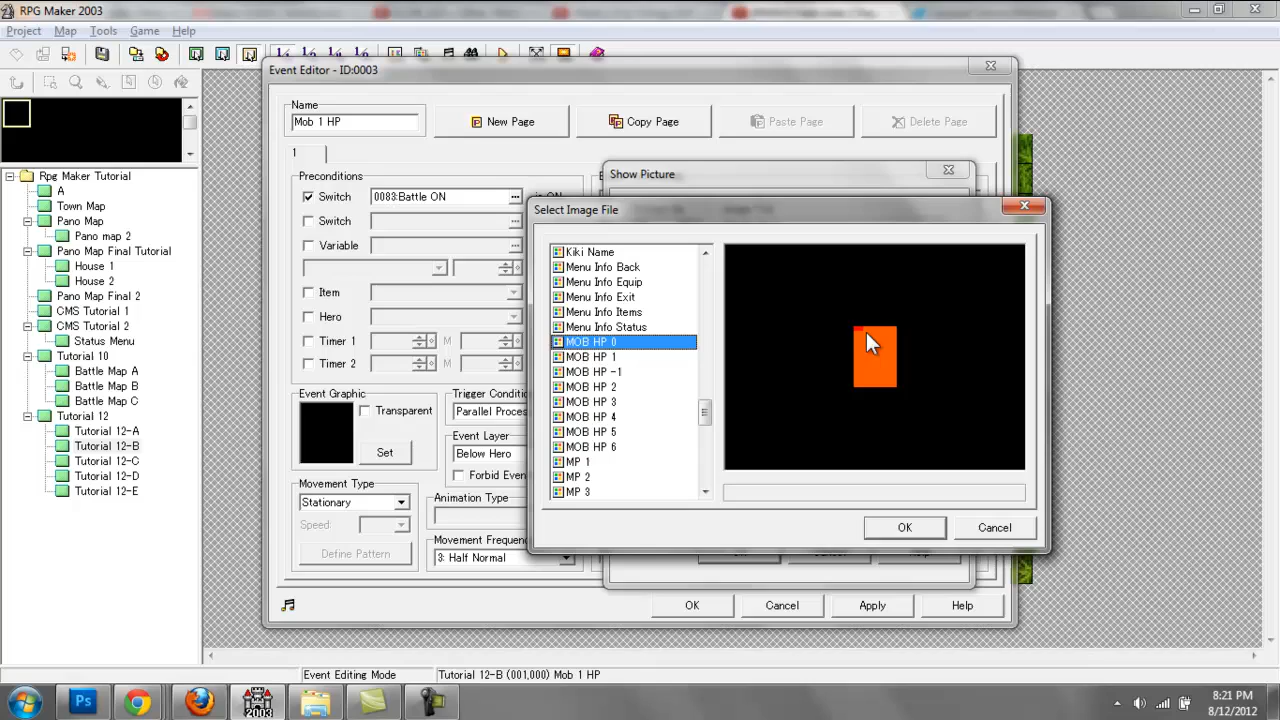 RPG Maker 2003
Project Map Tools Game Help
Event Editor - ID:0003
Name
Mob 1 HP
New Page
Copy Page
Paste Page
Delete Page
1
Preconditions
Switch
0083:Battle ON
...
Switch
...
Variable
...
Item
Hero
Timer 1
M
Timer 2
M
Event Graphic
Transparent
Set
Trigger Condi
Parallel Proces
Event Layer
Below Hero
Forbid Even
Movement Type
Stationary
Speed:
Define Pattern
Animation Type
Movement Frequen
3: Half Normal
OK
Cancel
Apply
Help
Show Picture
Select Image File
Kiki Name
Menu Info Back
Menu Info Equip
Menu Info Exit
Menu Info Items
Menu Info Status
MOB HP 0
MOB HP 1
MOB HP -1
MOB HP 2
MOB HP 3
MOB HP 4
MOB HP 5
MOB HP 6
MP 1
MP 2
MP 3
OK
Cancel
Rpg Maker Tutorial
A
Town Map
Pano Map
Pano map 2
Pano Map Final Tutorial
House 1
House 2
Pano Map Final 2
CMS Tutorial 1
CMS Tutorial 2
Status Menu
Tutorial 10
Battle Map A
Battle Map B
Battle Map C
Tutorial 12
Tutorial 12-A
Tutorial 12-B
Tutorial 12-C
Tutorial 12-D
Tutorial 12-E
Event Editing Mode
Tutorial 12-B (001,000) Mob 1 HP
Ps
2003
8:21 PM
8/12/2012